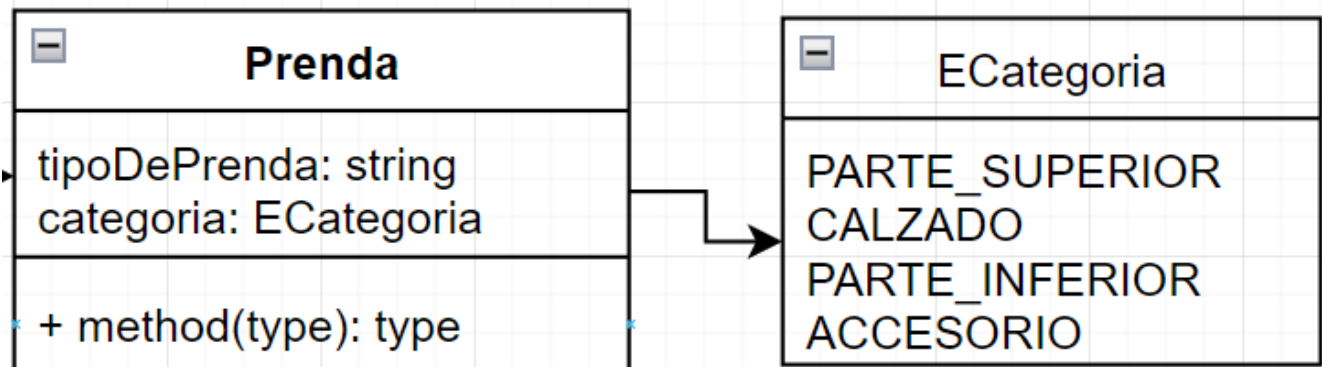 Prenda
tipoDePrenda: string
categoria: ECategoria
+ method(type): type
ECategoria
PARTE_SUPERIOR
CALZADO
PARTE_INFERIOR
ACCESORIO